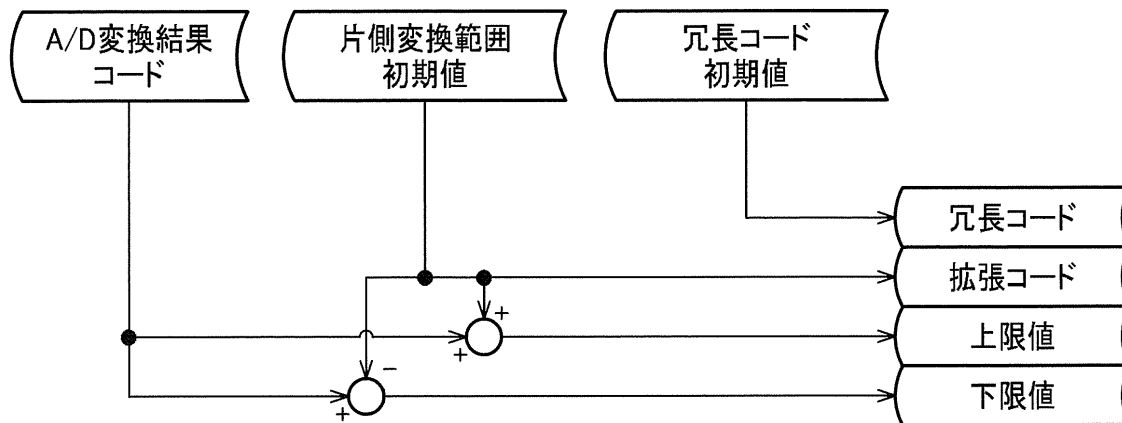 A/D変換結果
コード
片側変換範囲
初期値
冗長コード
初期値
冗長コード
拡張コード
+
+
上限値
-
+
下限値